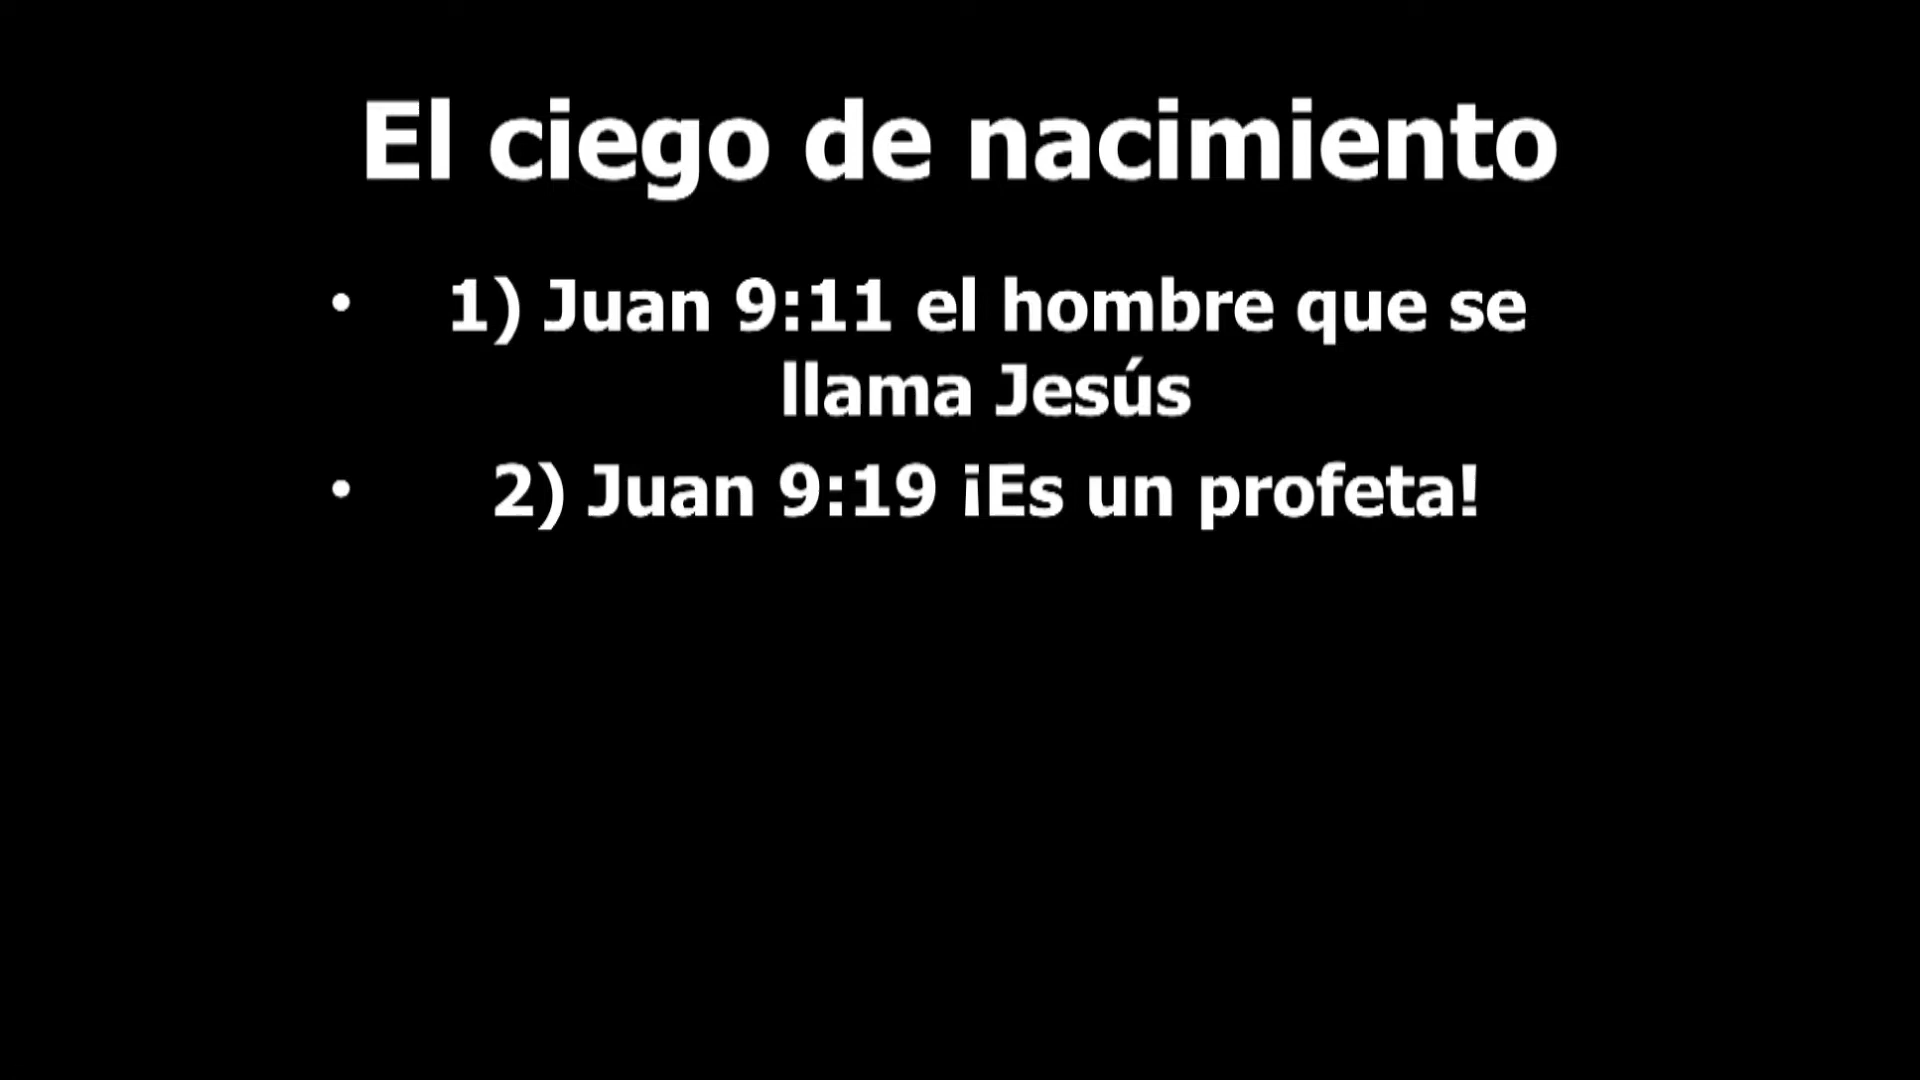 El ciego de nacimiento
• 1) Juan 9:11 el hombre que se
llama Jesús
• 2) Juan 9:19 ¡Es un profeta!